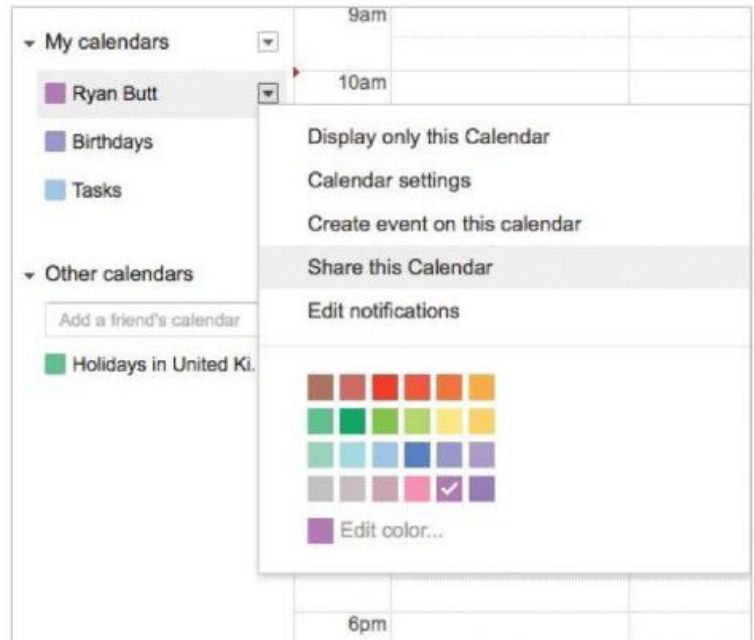 9am
My calendars
10am
Ryan Butt
Birthdays
Tasks
Other calendars
Add a friend's calendar
Holidays in United Ki.
Display only this Calendar
Calendar settings
Create event on this calendar
Share this Calendar
Edit notifications
Edit color...
6pm